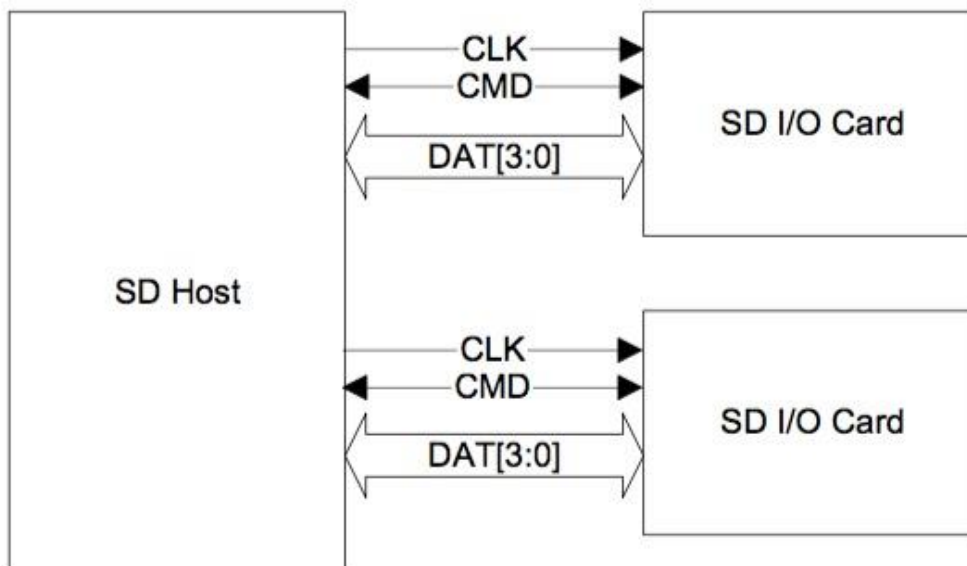 CLK
CMD
DAT[3:0]
SD I/O Card
SD Host
CLK
CMD
DAT[3:0]
SD I/O Card